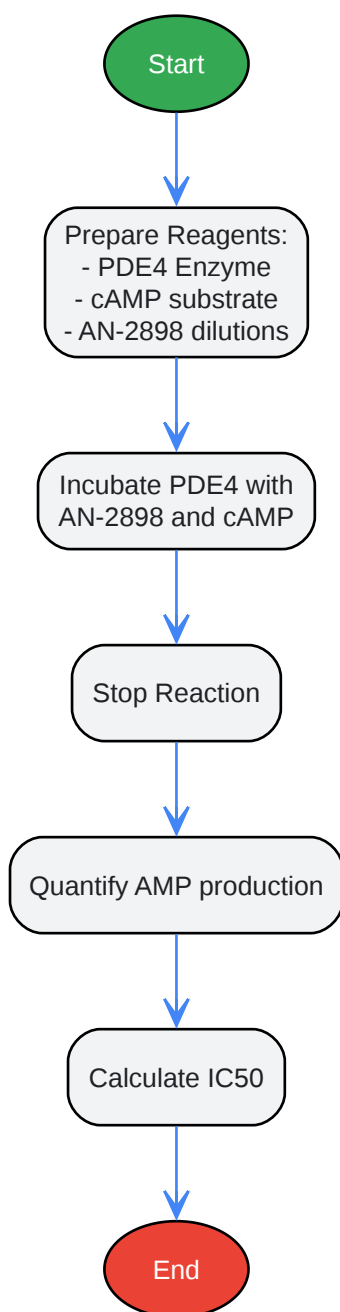 Start
Prepare Reagents:
- PDE4 Enzyme
- cAMP substrate
- AN-2898 dilutions
Incubate PDE4 with
AN-2898 and cAMP
Stop Reaction
Quantify AMP production
Calculate IC50
End